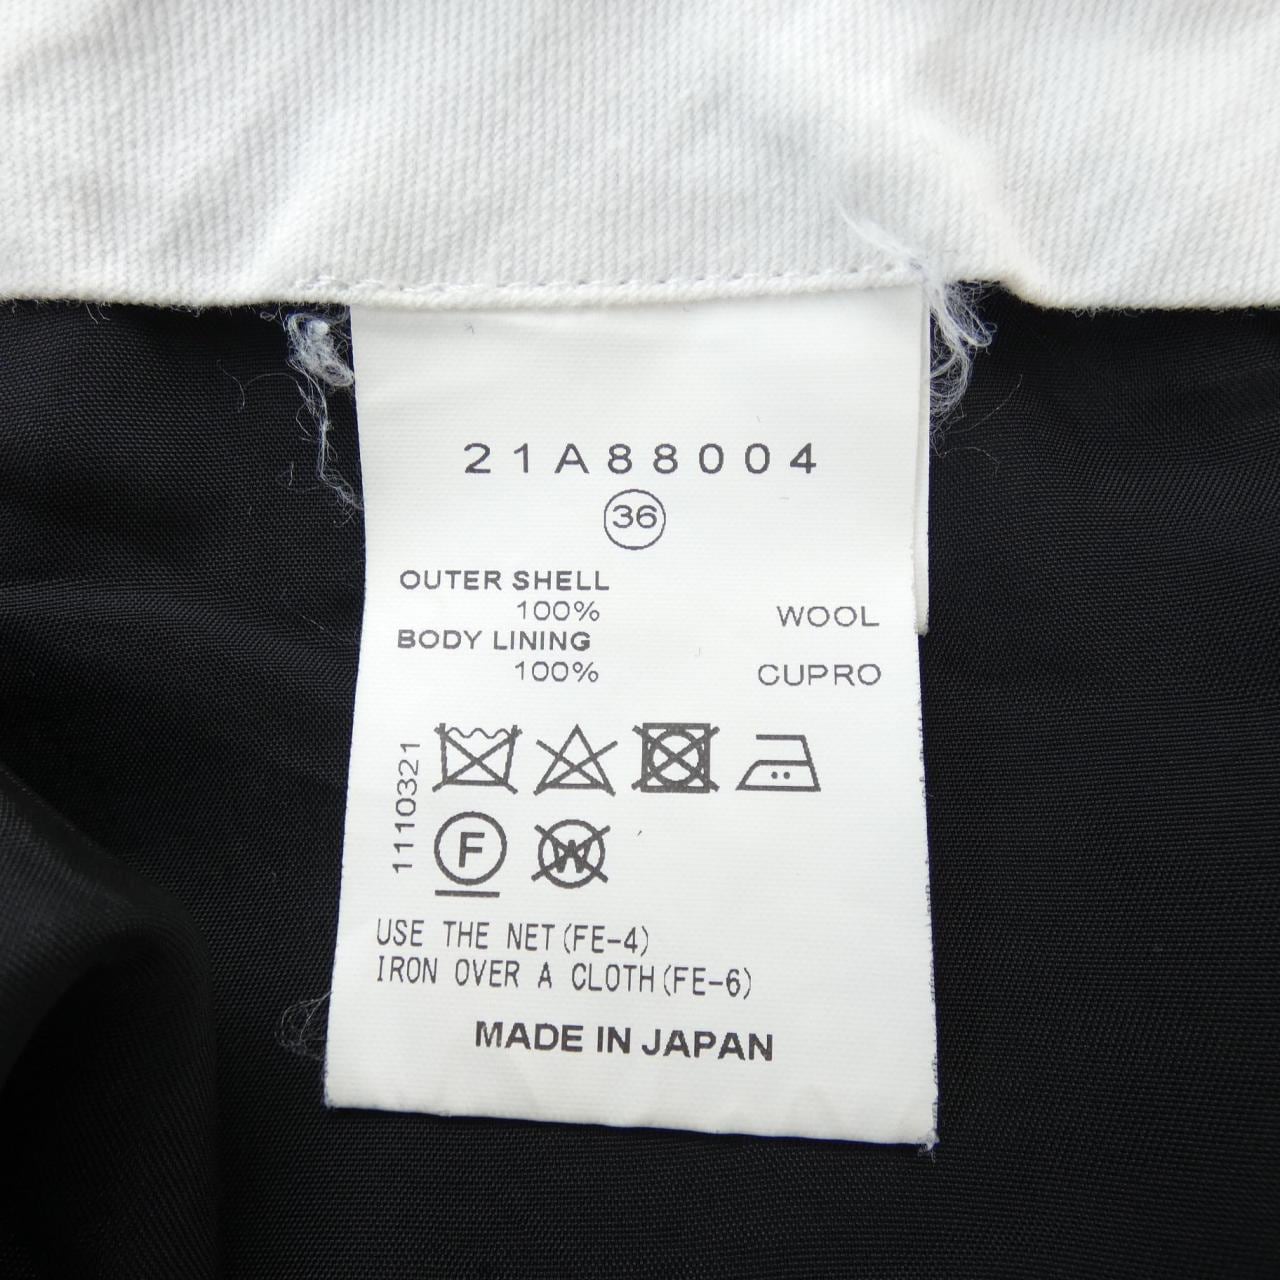 21A88004
36
OUTER SHELL
100% WOOL
BODY LINING
100% CUPRO
1110321
F W
USE THE NET(FE-4)
IRON OVER A CLOTH(FE-6)
MADE IN JAPAN